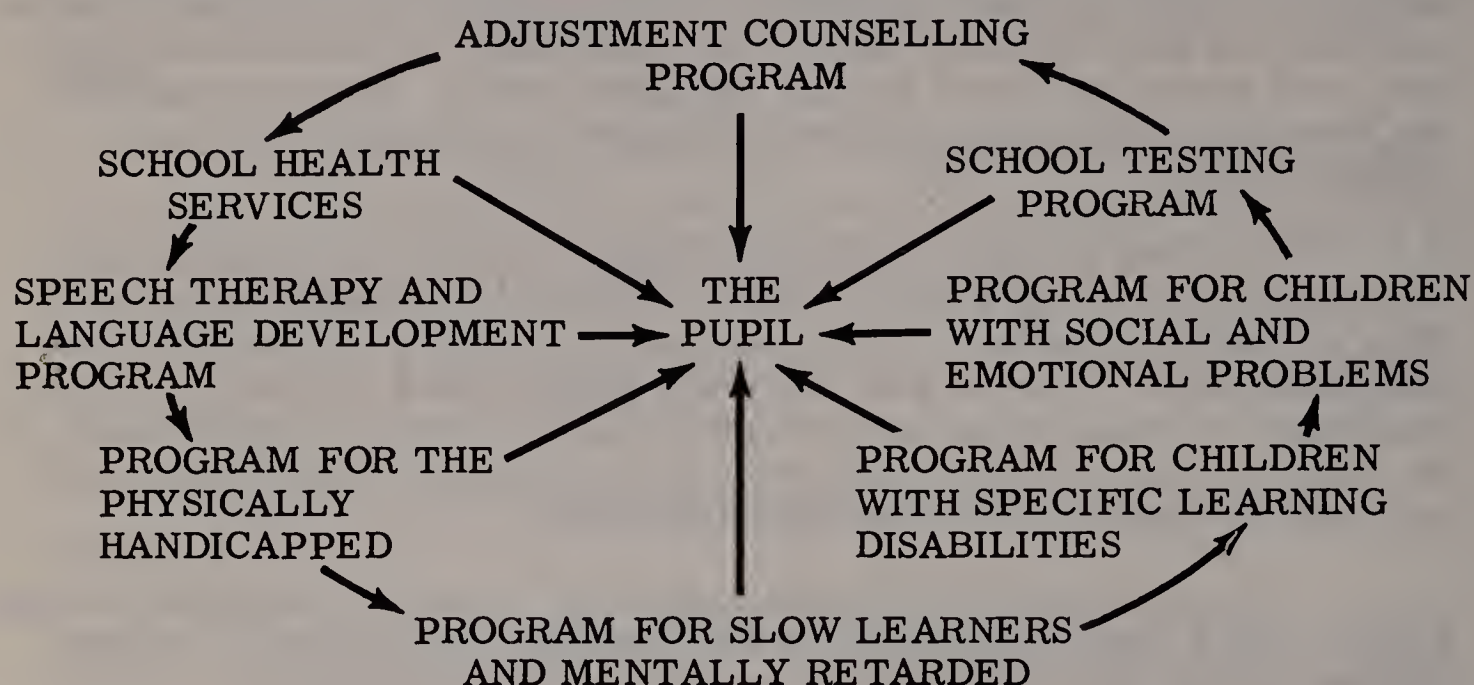 ADJUSTMENT COUNSELLING
PROGRAM
SCHOOL HEALTH
SERVICES
SCHOOL TESTING
PROGRAM
SPEECH THERAPY AND
LANGUAGE DEVELOPMENT
PROGRAM
THE
PUPIL
PROGRAM FOR CHILDREN
WITH SOCIAL AND
EMOTIONAL PROBLEMS
PROGRAM FOR THE
PHYSICALLY
HANDICAPPED
PROGRAM FOR CHILDREN
WITH SPECIFIC LEARNING
DISABILITIES
PROGRAM FOR SLOW LEARNERS
AND MENTALLY RETARDED